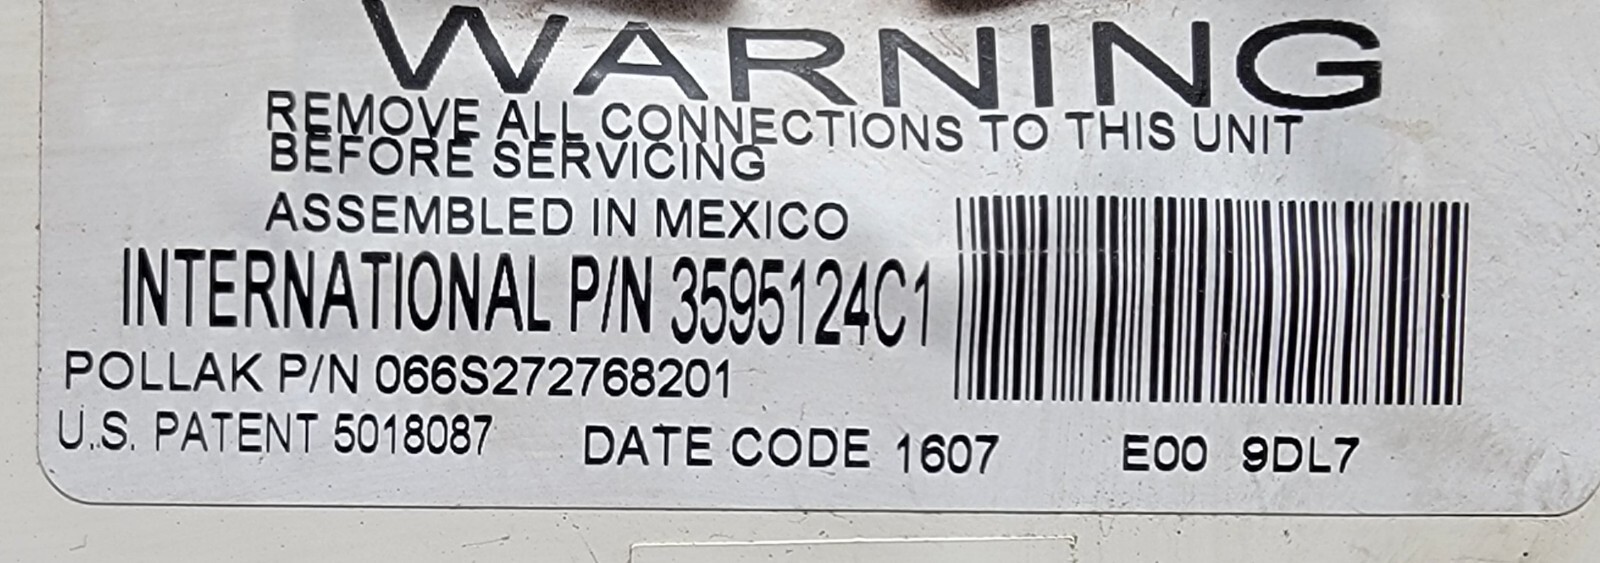 WARNING
REMOVE ALL CONNECTIONS TO THIS UNIT
BEFORE SERVICING
ASSEMBLED IN MEXICO
INTERNATIONAL P/N 3595124C1
POLLAK P/N 066S272768201
U.S. PATENT 5018087 DATE CODE 1607 E00 9DL7